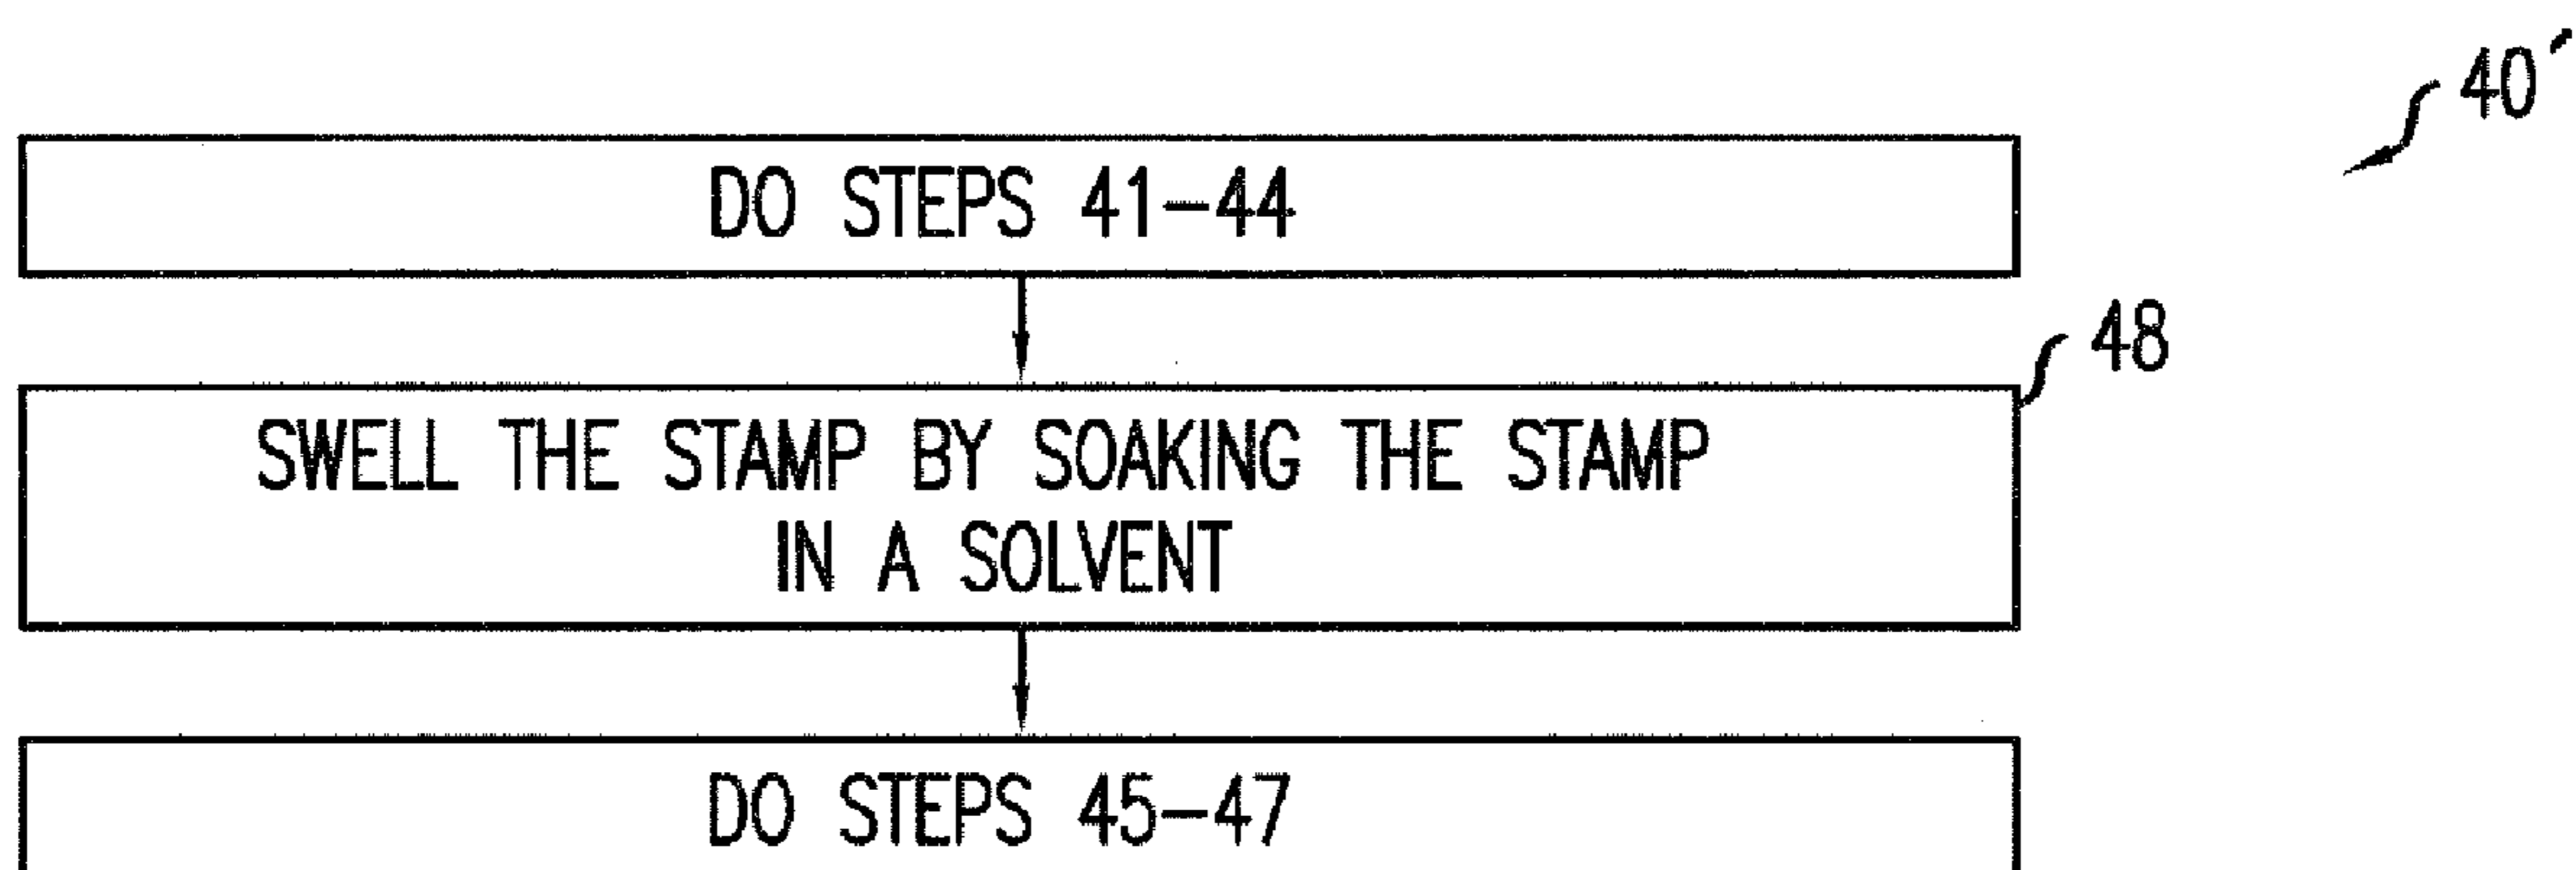 40′
DO STEPS 41–44
48
SWELL THE STAMP BY SOAKING THE STAMP
IN A SOLVENT
DO STEPS 45–47